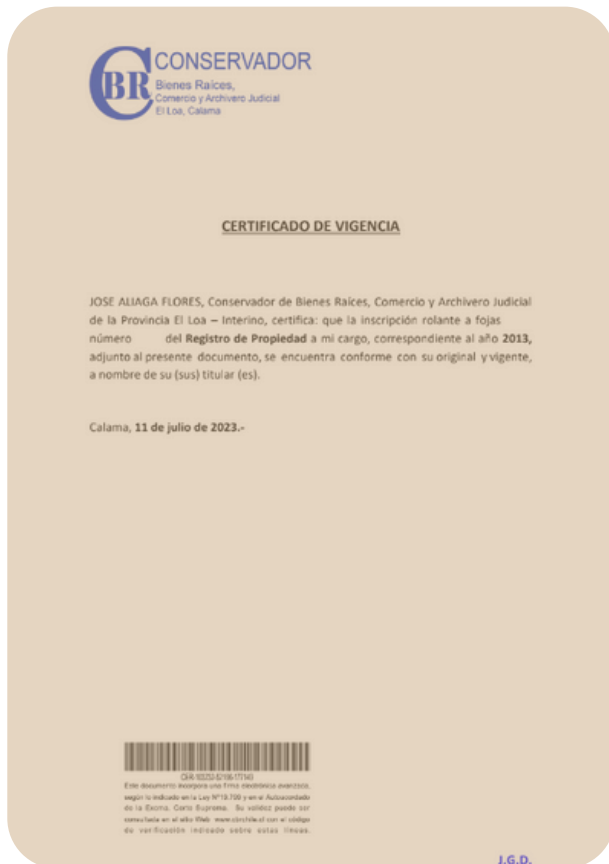 CBR CONSERVADOR
Bienes Raíces,
Comercio y Archivero Judicial
El Loa, Calama
CERTIFICADO DE VIGENCIA
JOSE ALIAGA FLORES, Conservador de Bienes Raíces, Comercio y Archivero Judicial
de la Provincia El Loa – Interino, certifica: que la inscripción rolante a fojas
número del Registro de Propiedad a mi cargo, correspondiente al año 2013,
adjunto al presente documento, se encuentra conforme con su original y vigente,
a nombre de su (sus) titular (es).
Calama, 11 de julio de 2023.-
Este documento incorpora una firma electrónica avanzada,
según lo indicado en la Ley Nº19.799 y en el Autoacordado
de la Excma. Corte Suprema. Su validez puede ser
consultada en el sitio Web www.cbrchile.cl con el código
de verificación indicado sobre estas líneas.
J.G.D.